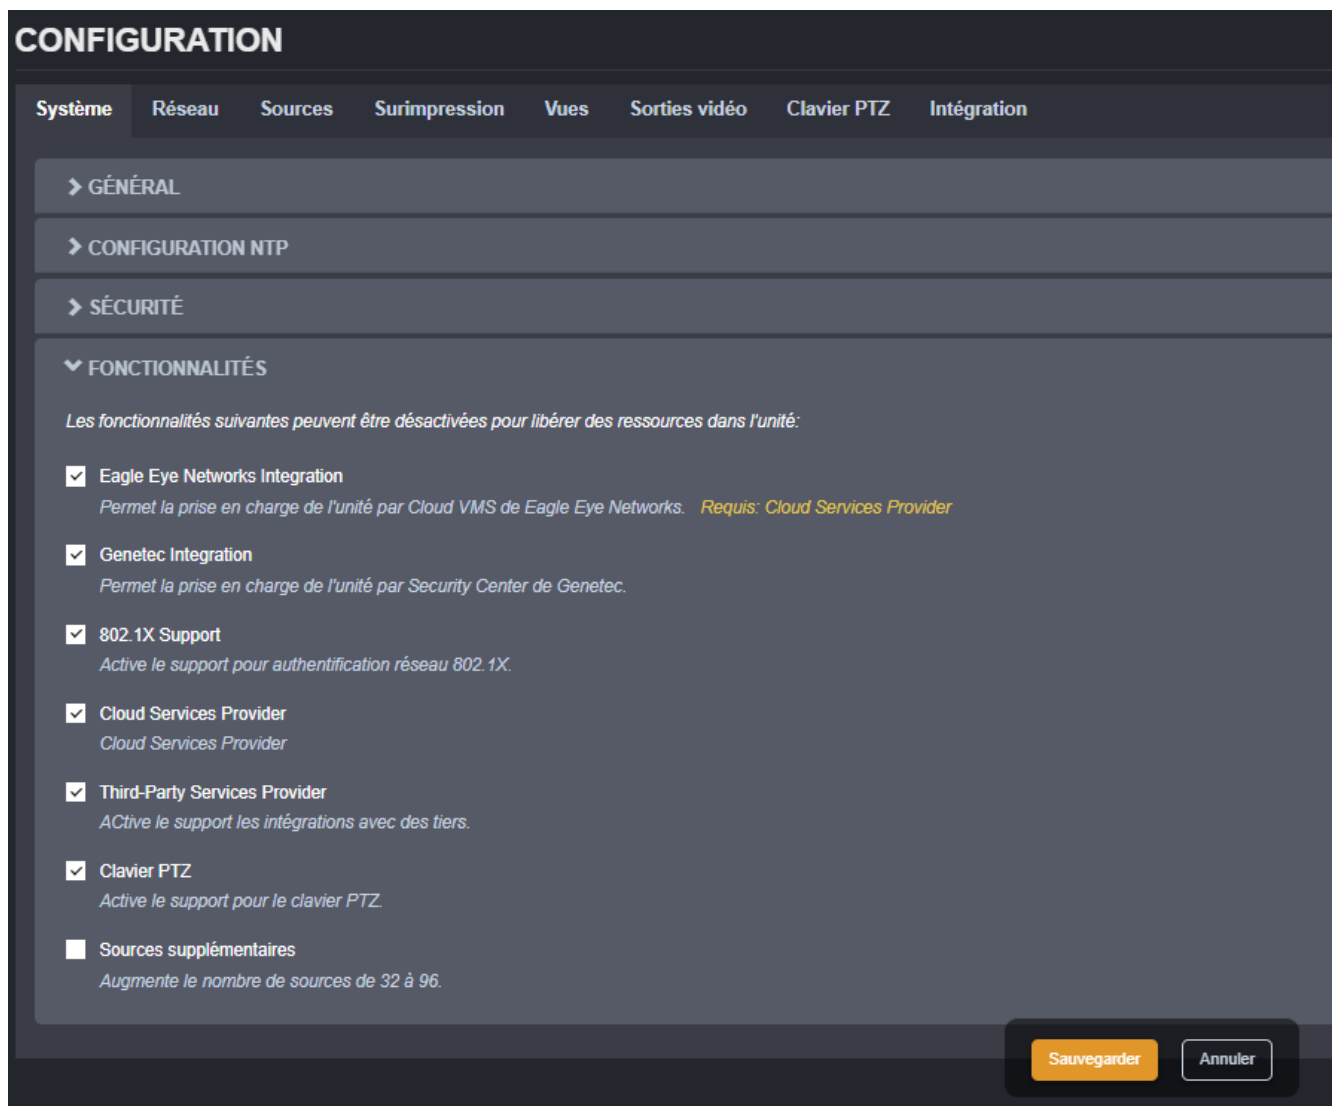 CONFIGURATION
Système Réseau Sources Surimpression Vues Sorties vidéo Clavier PTZ Intégration
GÉNÉRAL
CONFIGURATION NTP
SÉCURITÉ
FONCTIONNALITÉS
Les fonctionnalités suivantes peuvent être désactivées pour libérer des ressources dans l'unité:
Eagle Eye Networks Integration
Permet la prise en charge de l'unité par Cloud VMS de Eagle Eye Networks. Requis: Cloud Services Provider
Genetec Integration
Permet la prise en charge de l'unité par Security Center de Genetec.
802.1X Support
Active le support pour authentification réseau 802.1X.
Cloud Services Provider
Cloud Services Provider
Third-Party Services Provider
ACtive le support les intégrations avec des tiers.
Clavier PTZ
Active le support pour le clavier PTZ.
Sources supplémentaires
Augmente le nombre de sources de 32 à 96.
Sauvegarder Annuler